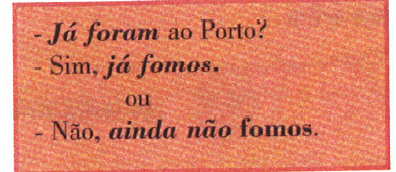 - Já foram ao Porto?
- Sim, já fomos.
ou
- Não, ainda não fomos.